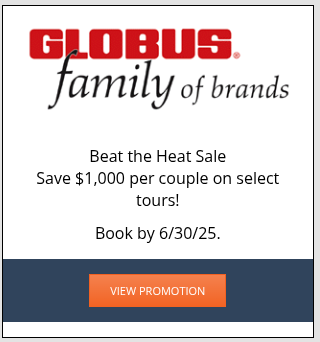 GLOBUS®
family of brands
Beat the Heat Sale
Save $1,000 per couple on select
tours!
Book by 6/30/25.
VIEW PROMOTION